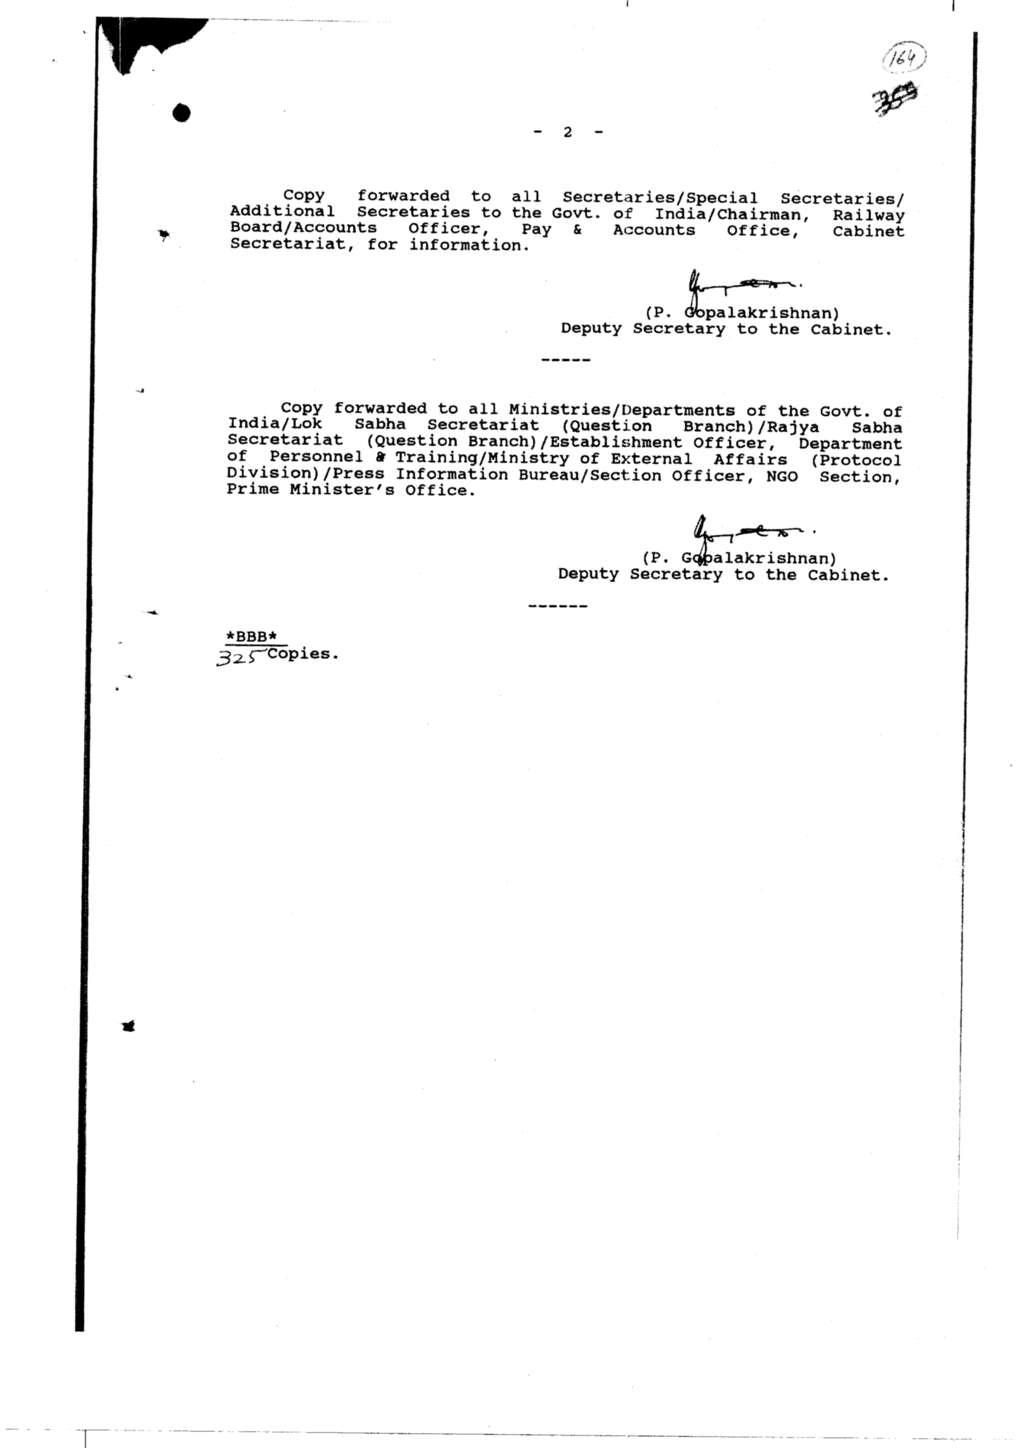 164
- 2 -
Copy forwarded to all Secretaries/Special Secretaries/
Additional Secretaries to the Govt. of India/Chairman, Railway
Board/Accounts Officer, Pay & Accounts Office, Cabinet
Secretariat, for information.
(P. Gopalakrishnan)
Deputy Secretary to the Cabinet.
-----
Copy forwarded to all Ministries/Departments of the Govt. of
India/Lok Sabha Secretariat (Question Branch)/Rajya Sabha
Secretariat (Question Branch)/Establishment Officer, Department
of Personnel & Training/Ministry of External Affairs (Protocol
Division)/Press Information Bureau/Section Officer, NGO Section,
Prime Minister's Office.
(P. Gopalakrishnan)
Deputy Secretary to the Cabinet.
------
*BBB*
325 Copies.